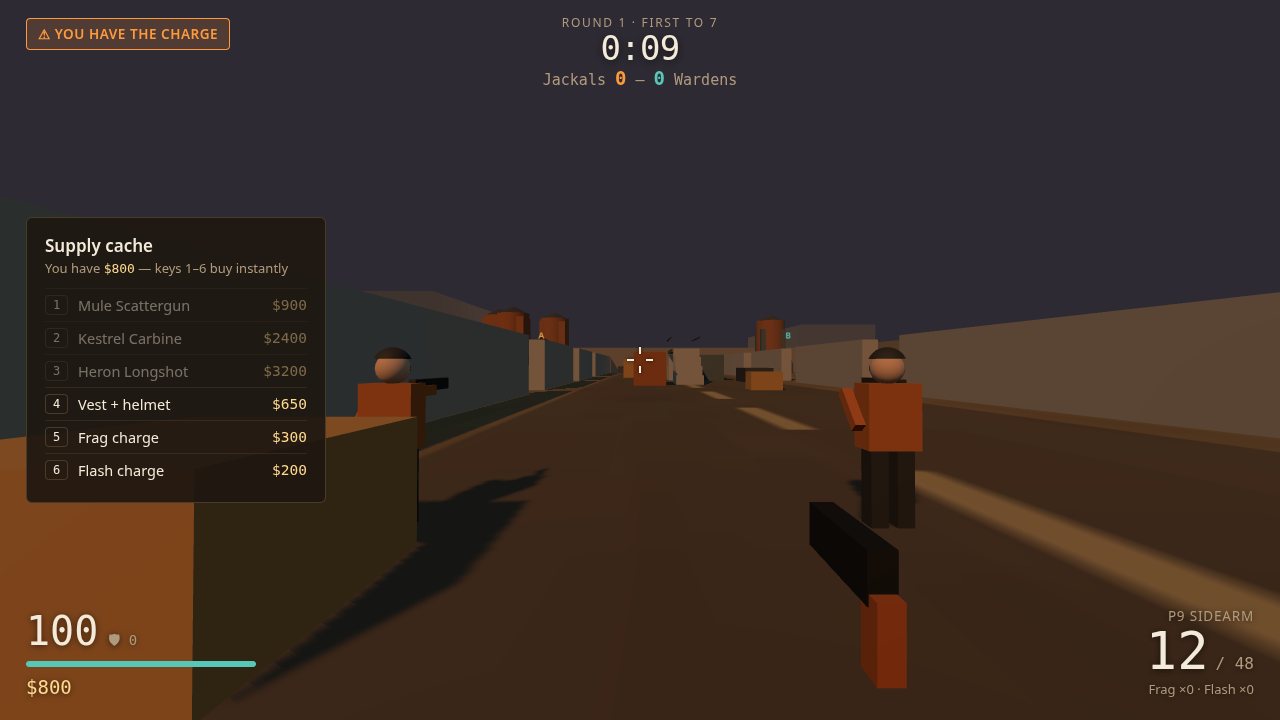 ⚠ YOU HAVE THE CHARGE
ROUND 1 · FIRST TO 7
0:09
Jackals 0 — 0 Wardens
Supply cache
You have $800 — keys 1–6 buy instantly
1 Mule Scattergun $900
2 Kestrel Carbine $2400
3 Heron Longshot $3200
4 Vest + helmet $650
5 Frag charge $300
6 Flash charge $200
A
B
100 0
$800
P9 SIDEARM
12 / 48
Frag ×0 · Flash ×0